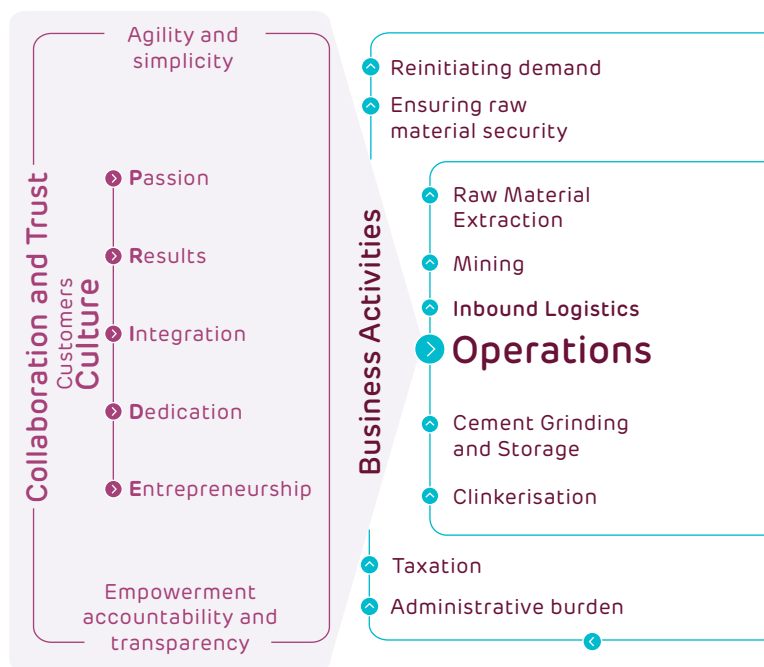 Agility and
simplicity
Collaboration and Trust
Customers
Culture
Passion
Results
Integration
Dedication
Entrepreneurship
Empowerment
accountability and
transparency
Business Activities
Reinitiating demand
Ensuring raw
material security
Raw Material
Extraction
Mining
Inbound Logistics
Operations
Cement Grinding
and Storage
Clinkerisation
Taxation
Administrative burden